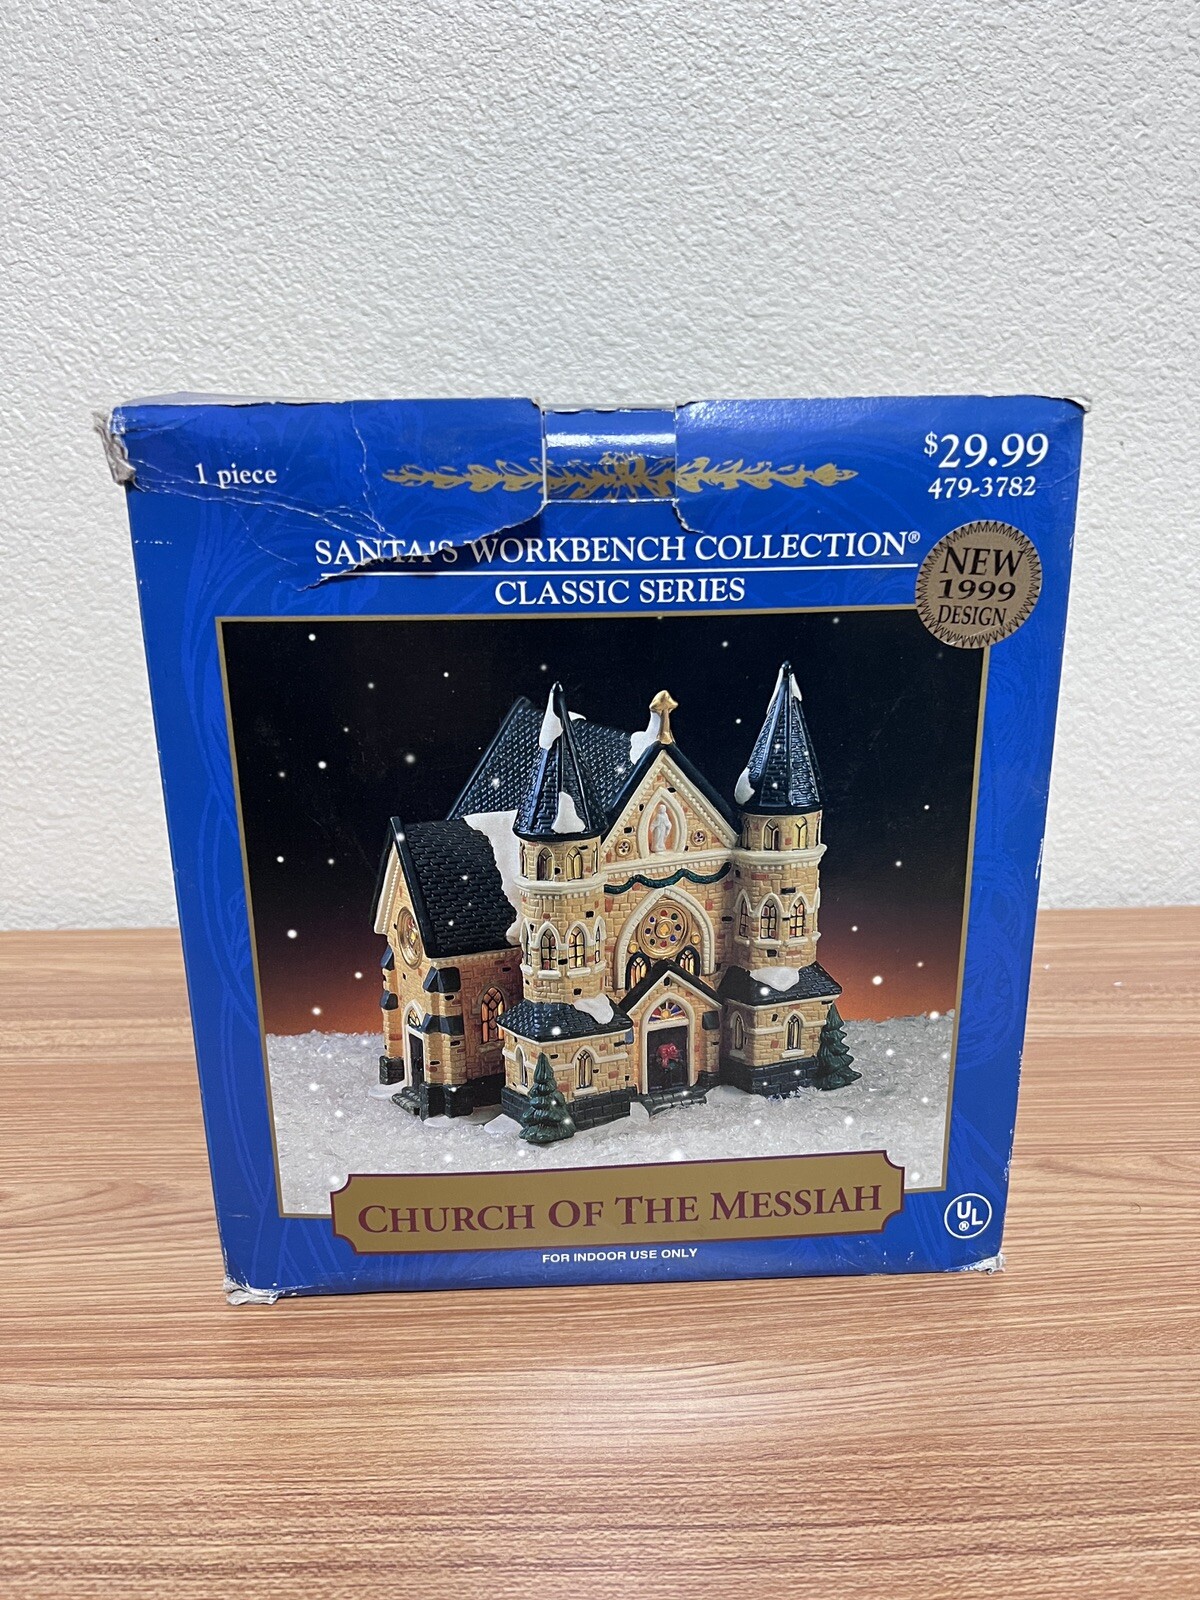 1 piece
$29.99
479-3782
SANTA'S WORKBENCH COLLECTION®
CLASSIC SERIES
NEW
1999
DESIGN
CHURCH OF THE MESSIAH
FOR INDOOR USE ONLY
UL
®